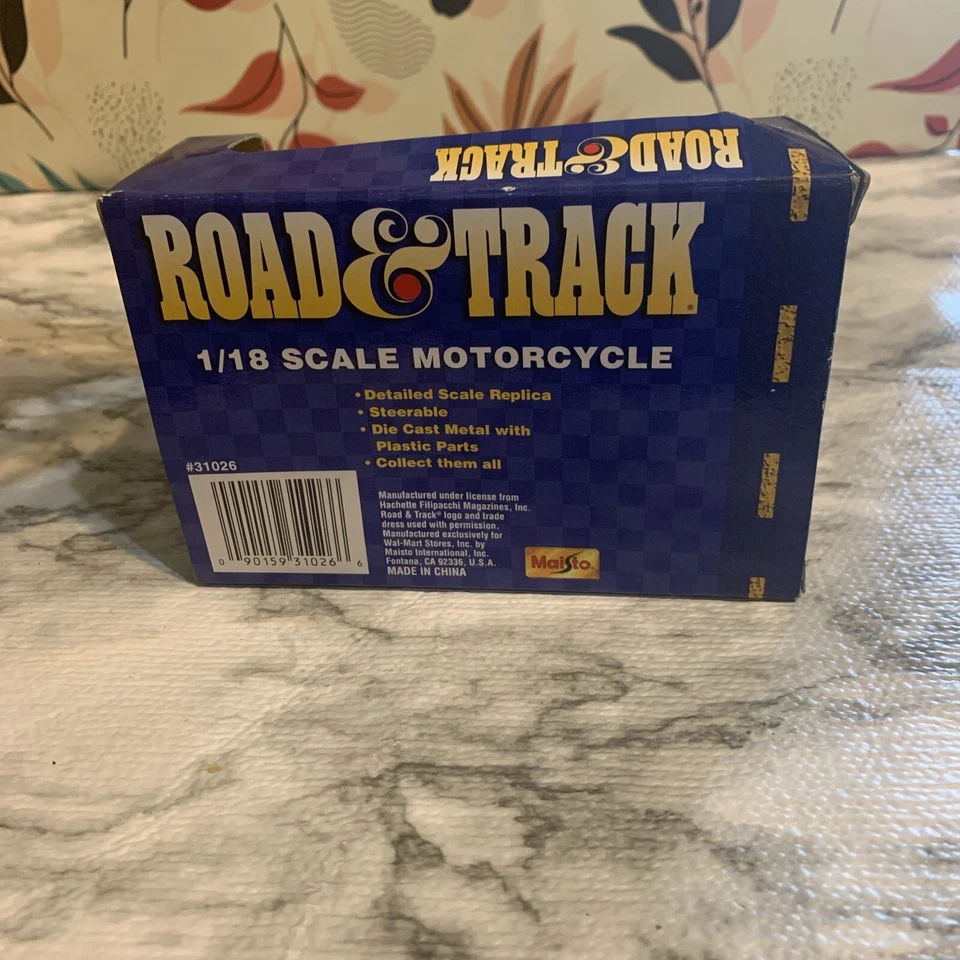 ROAD & TRACK
ROAD & TRACK®
1/18 SCALE MOTORCYCLE
• Detailed Scale Replica
• Steerable
• Die Cast Metal with
Plastic Parts
• Collect them all
#31026
0 90159 31026 6
Manufactured under license from
Hachette Filipacchi Magazines, Inc.
Road & Track® logo and trade
dress used with permission.
Manufactured exclusively for
Wal-Mart Stores, Inc. by
Maisto International, Inc.
Fontana, CA 92336, U.S.A.
MADE IN CHINA
Maisto®